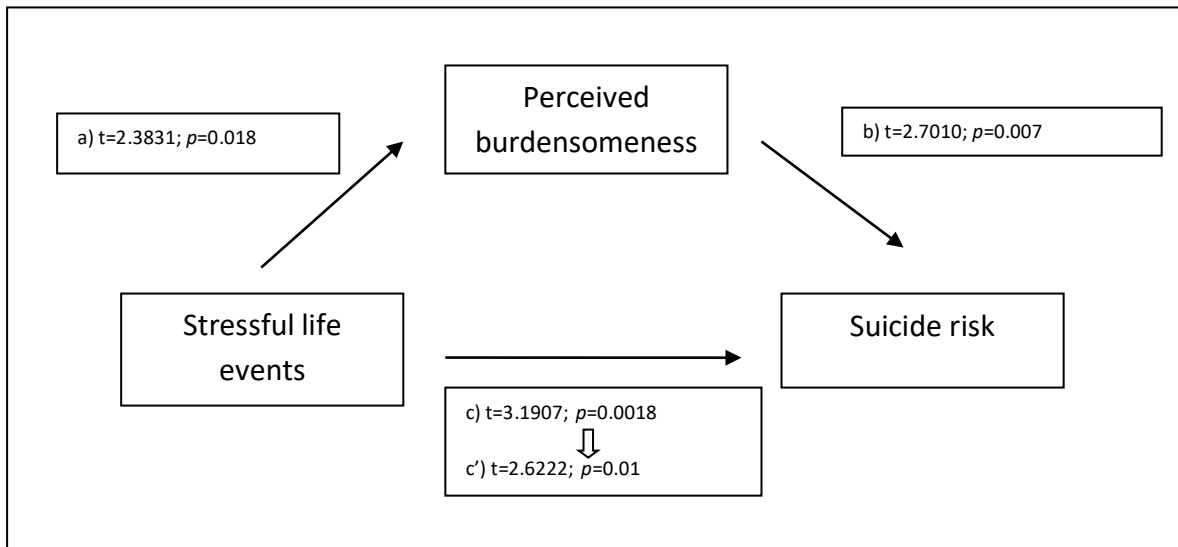 Perceived
burdensomeness
a) t=2.3831; p=0.018
b) t=2.7010; p=0.007
Stressful life
events
Suicide risk
c) t=3.1907; p=0.0018
c’) t=2.6222; p=0.01